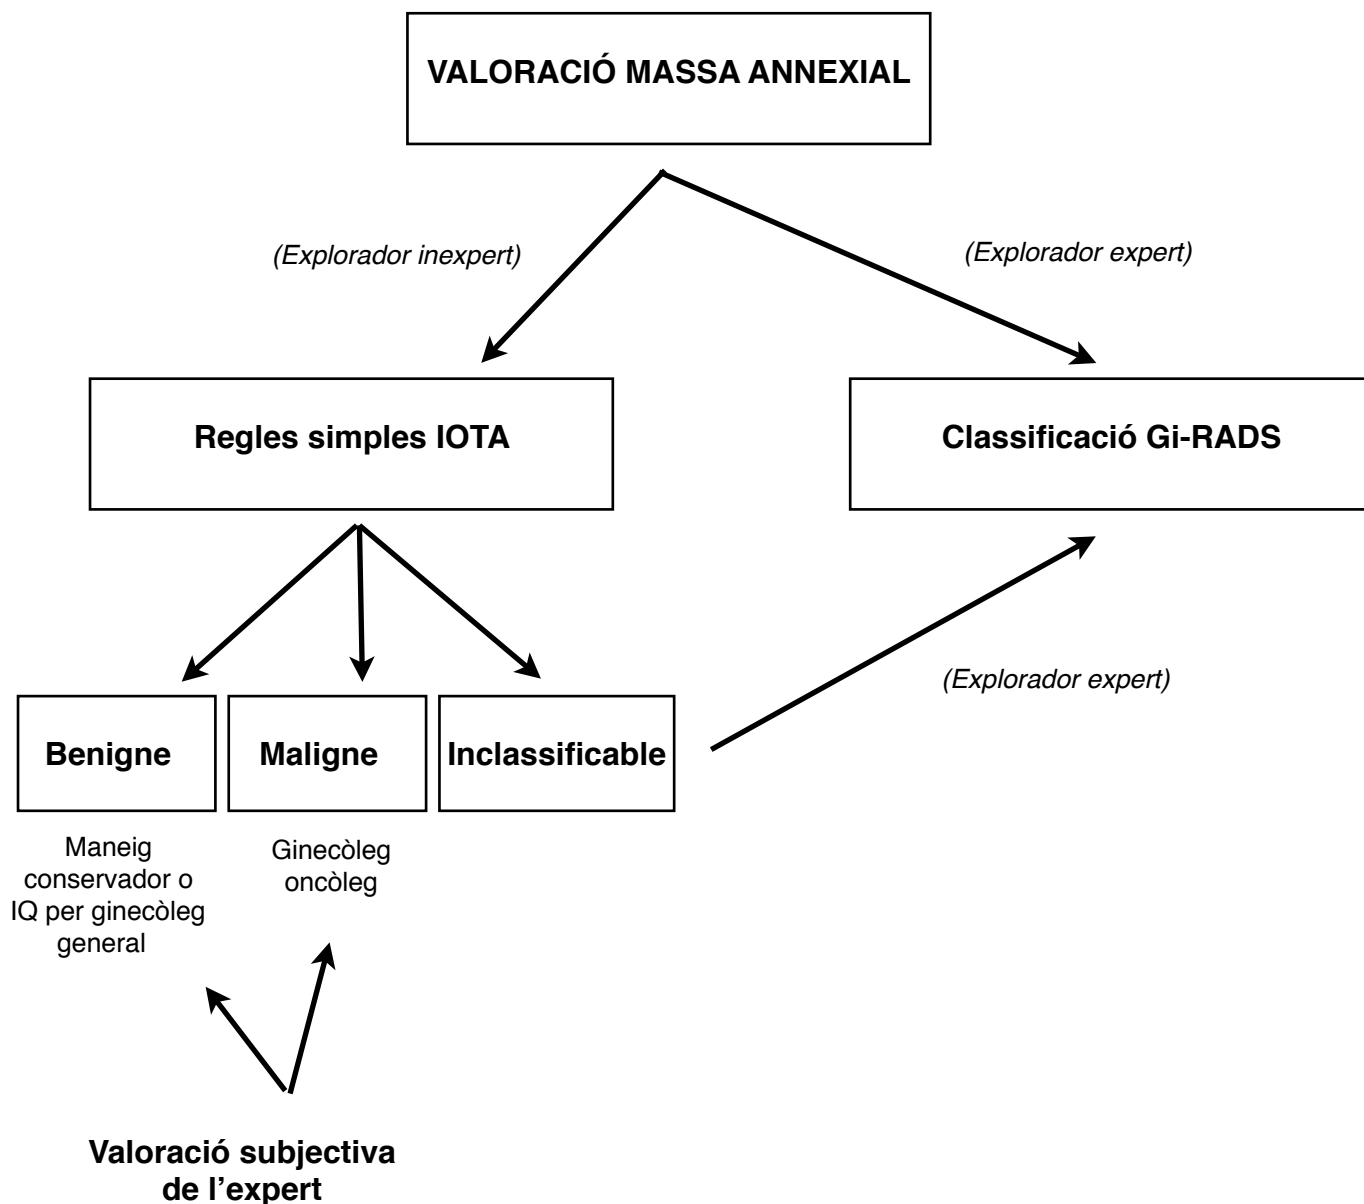 VALORACIÓ MASSA ANNEXIAL
(Explorador inexpert)
(Explorador expert)
Regles simples IOTA
Classificació Gi-RADS
(Explorador expert)
Benigne
Maligne
Inclassificable
Maneig
conservador o
IQ per ginecòleg
general
Ginecòleg
oncòleg
Valoració subjectiva
de l’expert